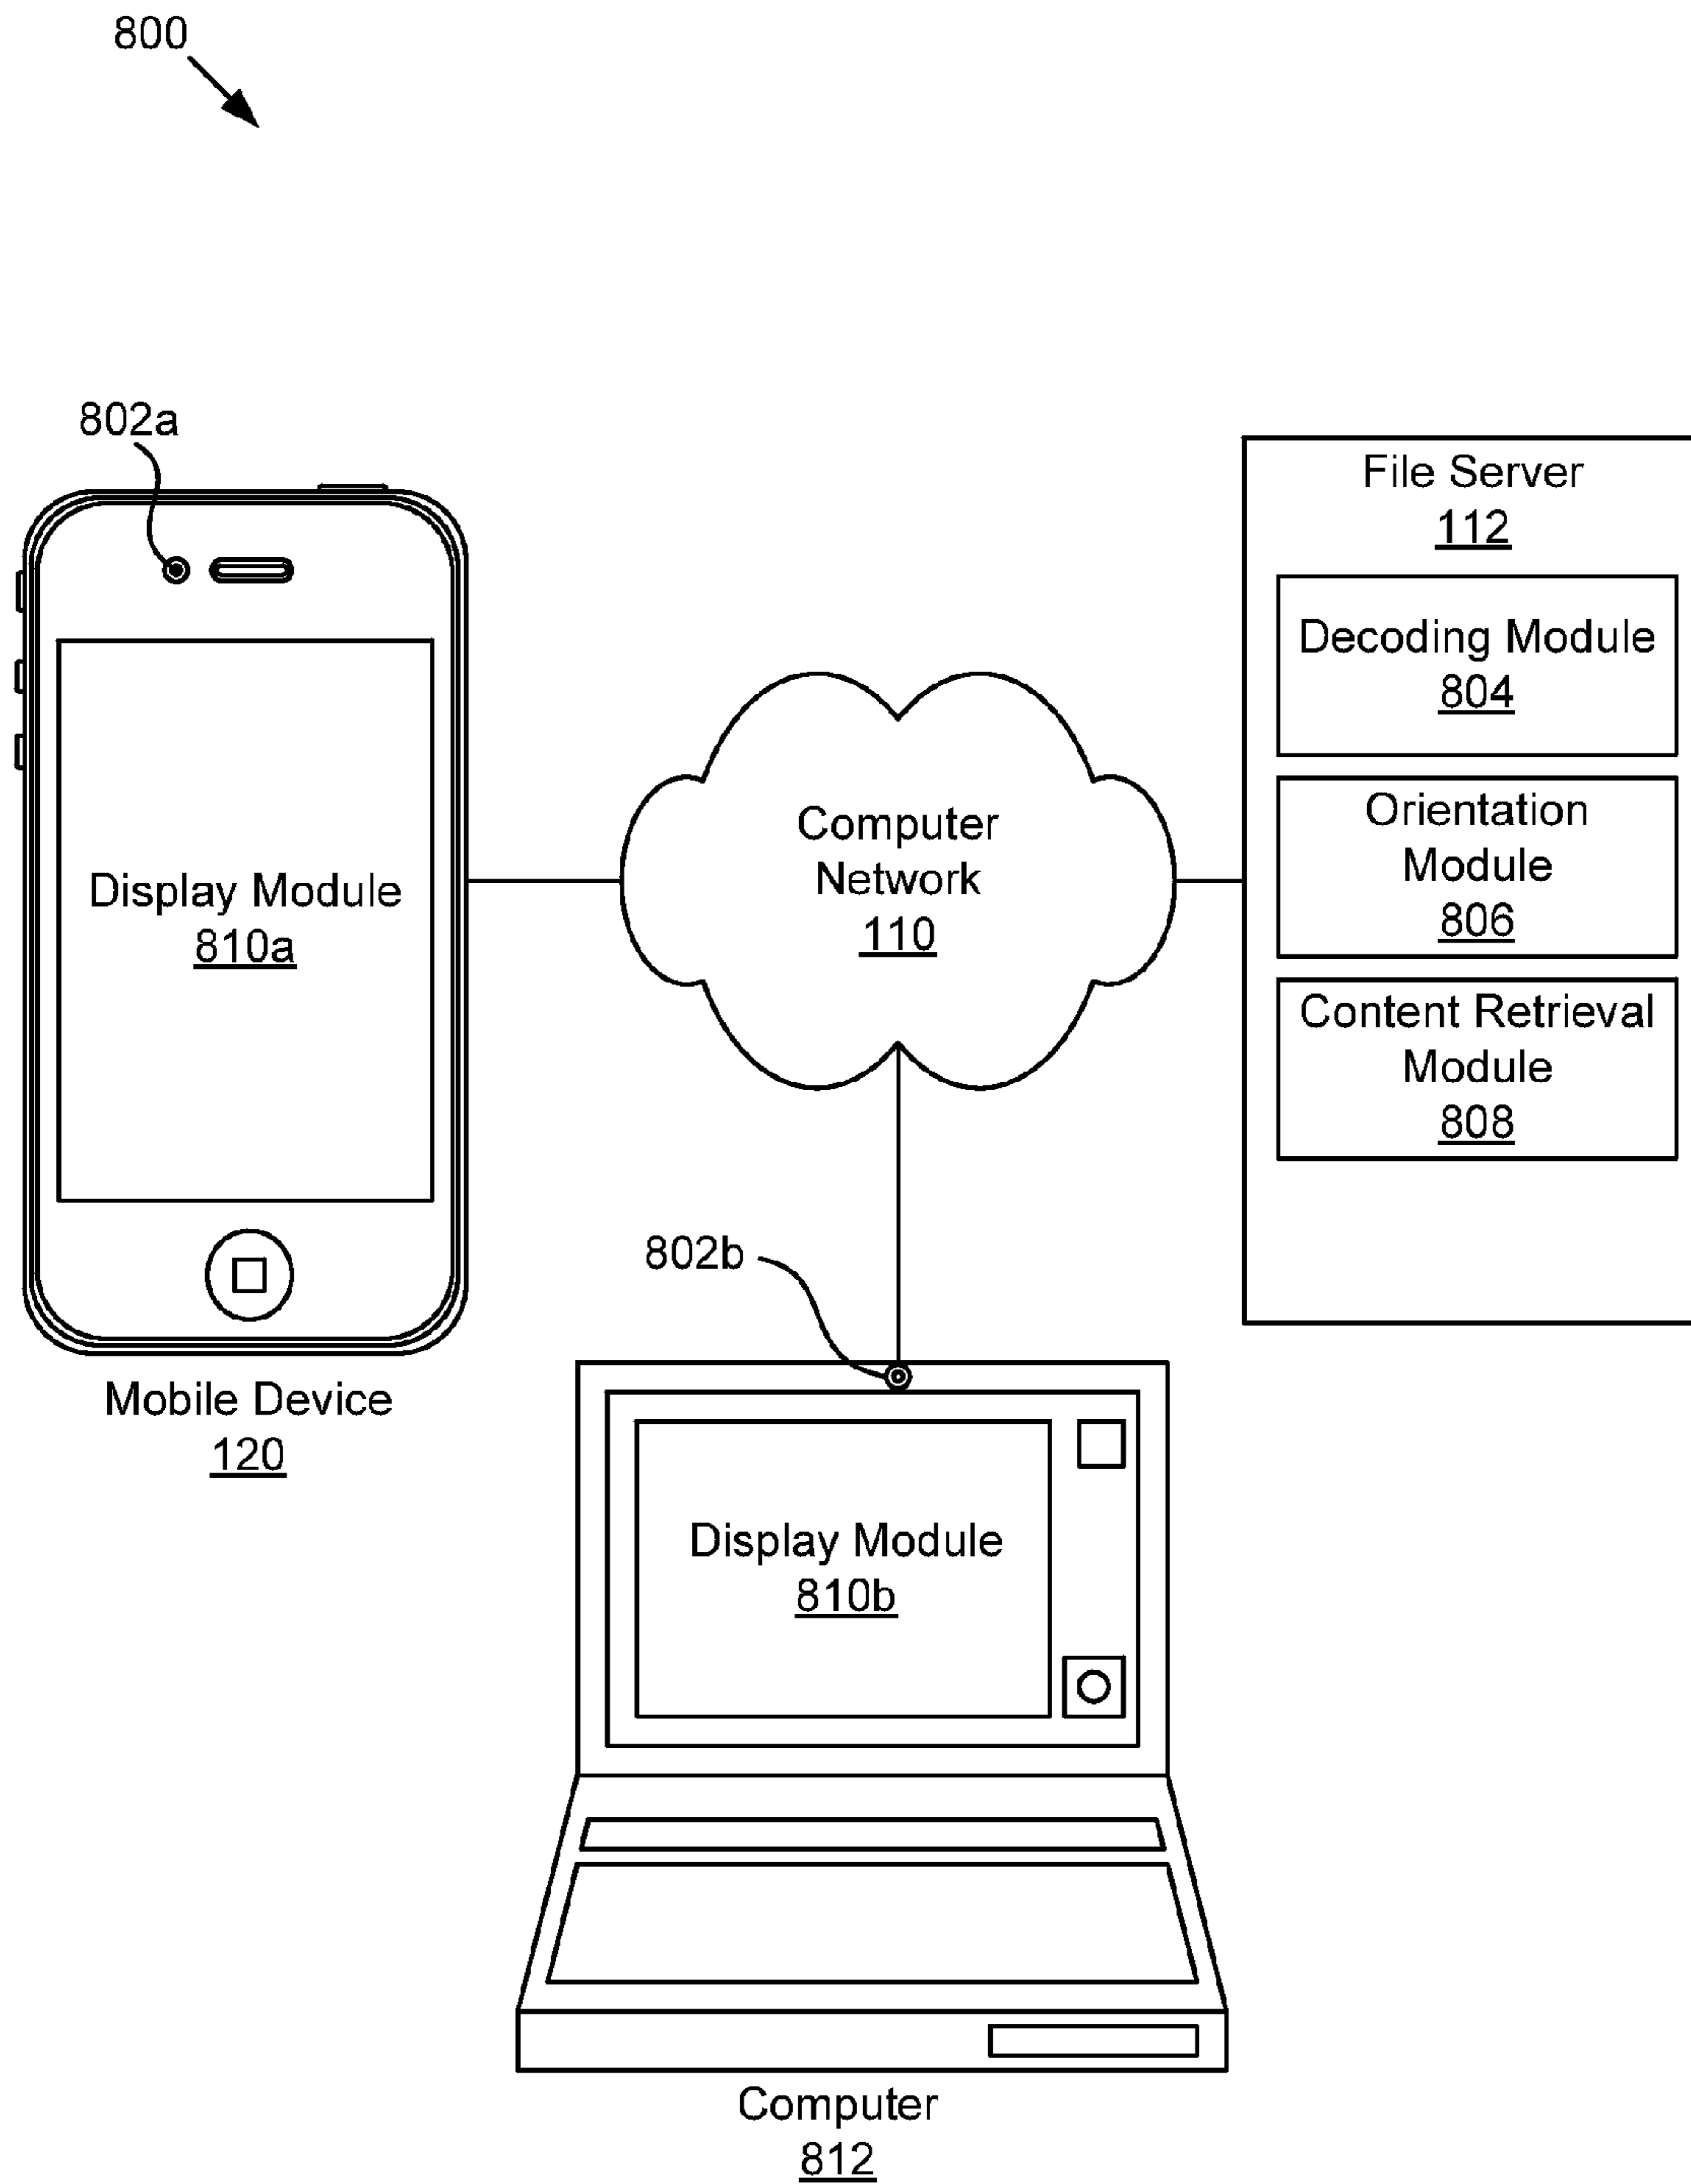 800
802a
File Server
112
Decoding Module
804
Orientation
Module
806
Content Retrieval
Module
808
Computer
Network
110
Display Module
810a
802b
Mobile Device
120
Display Module
810b
Computer
812